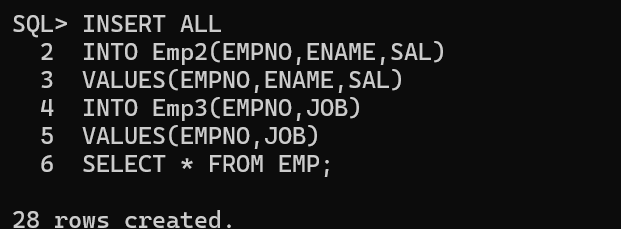 SQL> INSERT ALL
2 INTO Emp2(EMPNO,ENAME,SAL)
3 VALUES(EMPNO,ENAME,SAL)
4 INTO Emp3(EMPNO,JOB)
5 VALUES(EMPNO,JOB)
6 SELECT * FROM EMP;
28 rows created.